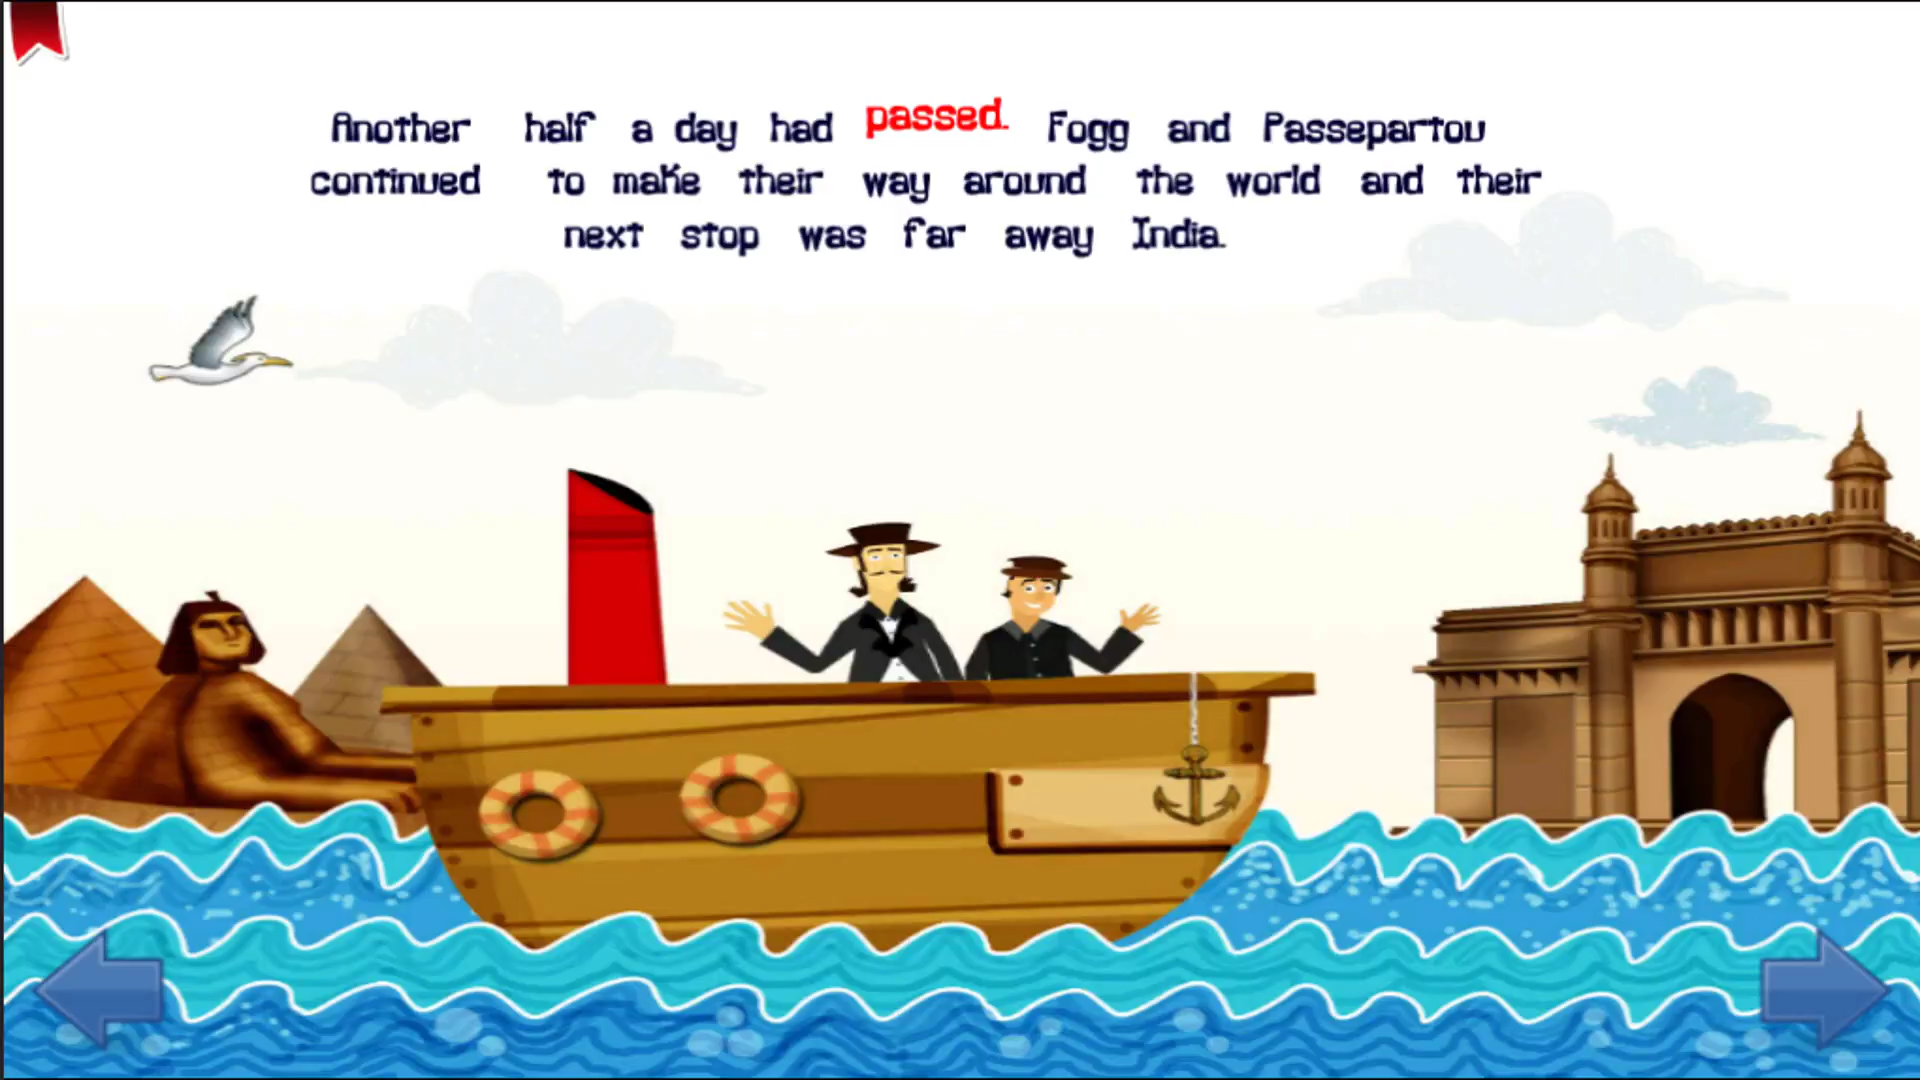 Another half a day had passed. Fogg and Passepartou
continued to make their way around the world and their
next stop was far away India.